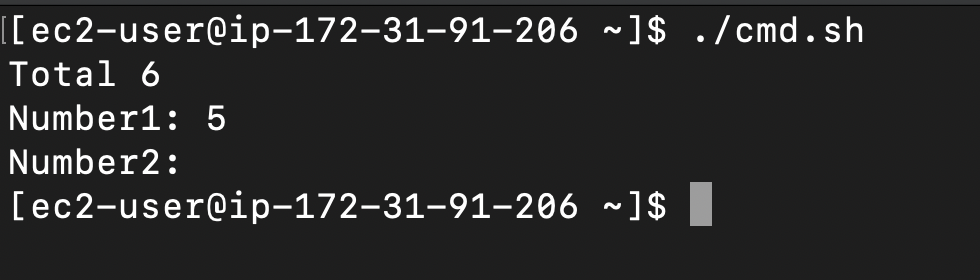 [[ec2-user@ip-172-31-91-206 ~]$ ./cmd.sh
Total 6
Number1: 5
Number2:
[ec2-user@ip-172-31-91-206 ~]$